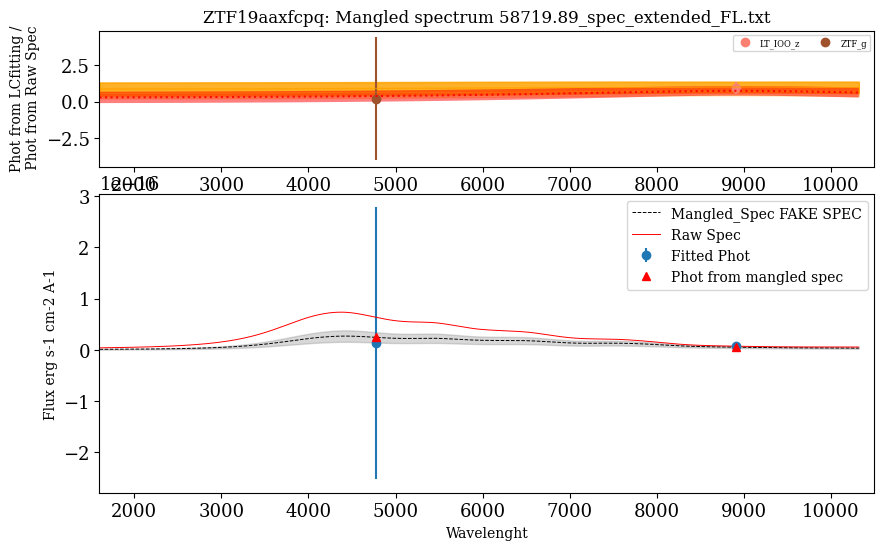 ZTF19aaxfcpq: Mangled spectrum 58719.89_spec_extended_FL.txt
Phot from LCfitting /
Phot from Raw Spec
2.5
0.0
−2.5
LT_IOO_z
ZTF_g
2000 3000 4000 5000 6000 7000 8000 9000 10000
1e−16
3
2
1
0
−1
−2
Flux erg s-1 cm-2 A-1
Mangled_Spec FAKE SPEC
Raw Spec
Fitted Phot
Phot from mangled spec
2000 3000 4000 5000 6000 7000 8000 9000 10000
Wavelenght